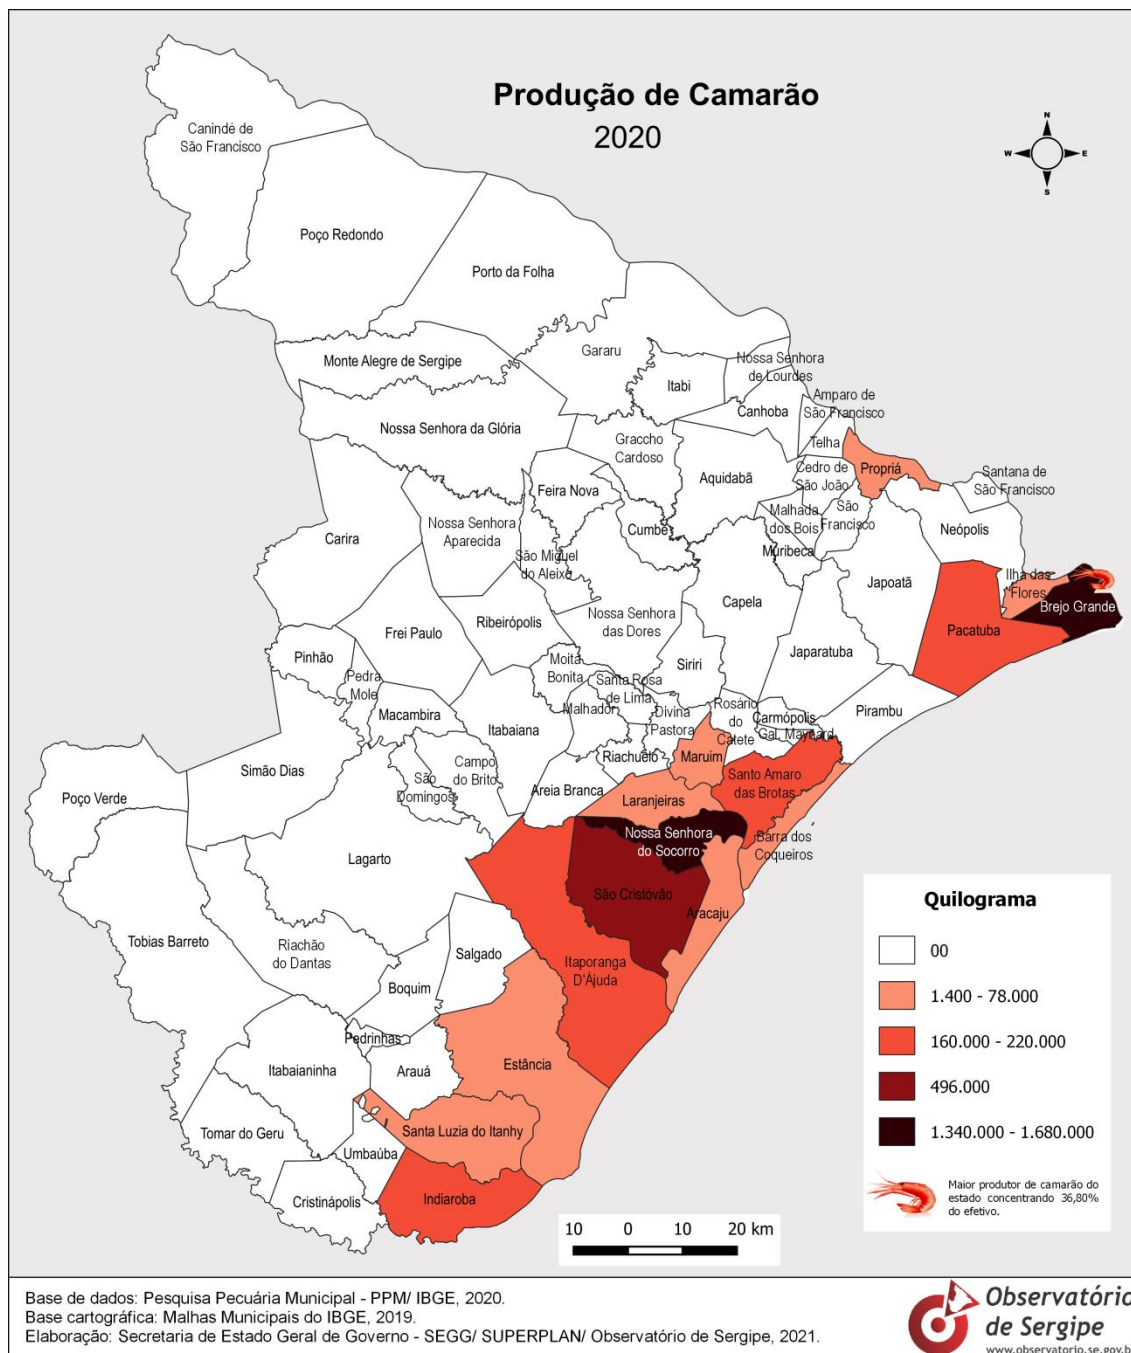 Produção de Camarão
2020
N
W
E
S
Canindé de
São Francisco
Poço Redondo
Porto da Folha
Monte Alegre de Sergipe
Gararu
Nossa Senhora
de Lourdes
Itabi
Amparo de
São Francisco
Canhoba
Nossa Senhora da Glória
Graccho
Cardoso
Telha
Propriá
Aquidabã
Cedro de
São João
Santana de
São Francisco
Feira Nova
Nossa Senhora
Aparecida
Malhada
dos Bois
São
Francisco
Cumbe
Neópolis
Carira
São Miguel
do Aleixo
Muribeca
Japoatã
Ilha das
Flores
Brejo Grande
Capela
Nossa Senhora
das Dores
Ribeirópolis
Frei Paulo
Pacatuba
Japaratuba
Pinhão
Moita
Bonita
Siriri
Pedra
Mole
Santa Rosa
de Lima
Macambira
Malhador
Divina
Pastora
Rosário
do
Catete
Carmópolis
Pirambu
Itabaiana
Gal. Maynard
Riachuelo
Maruim
Simão Dias
Campo
do Brito
São
Domingos
Areia Branca
Santo Amaro
das Brotas
Poço Verde
Laranjeiras
Nossa Senhora
do Socorro
Barra dos
Coqueiros
Lagarto
São Cristóvão
Aracaju
Tobias Barreto
Riachão
do Dantas
Salgado
Itaporanga
D'Ájuda
Boquim
Pedrinhas
Itabaianinha
Arauá
Estância
Tomar do Geru
Santa Luzia do Itanhy
Umbaúba
Cristinápolis
Indiaroba
Quilograma
00
1.400 - 78.000
160.000 - 220.000
496.000
1.340.000 - 1.680.000
Maior produtor de camarão do
estado concentrando 36,80%
do efetivo.
10 0 10 20 km
Base de dados: Pesquisa Pecuária Municipal - PPM/ IBGE, 2020.
Base cartográfica: Malhas Municipais do IBGE, 2019.
Elaboração: Secretaria de Estado Geral de Governo - SEGG/ SUPERPLAN/ Observatório de Sergipe, 2021.
Observatório
de Sergipe
www.observatorio.se.gov.b